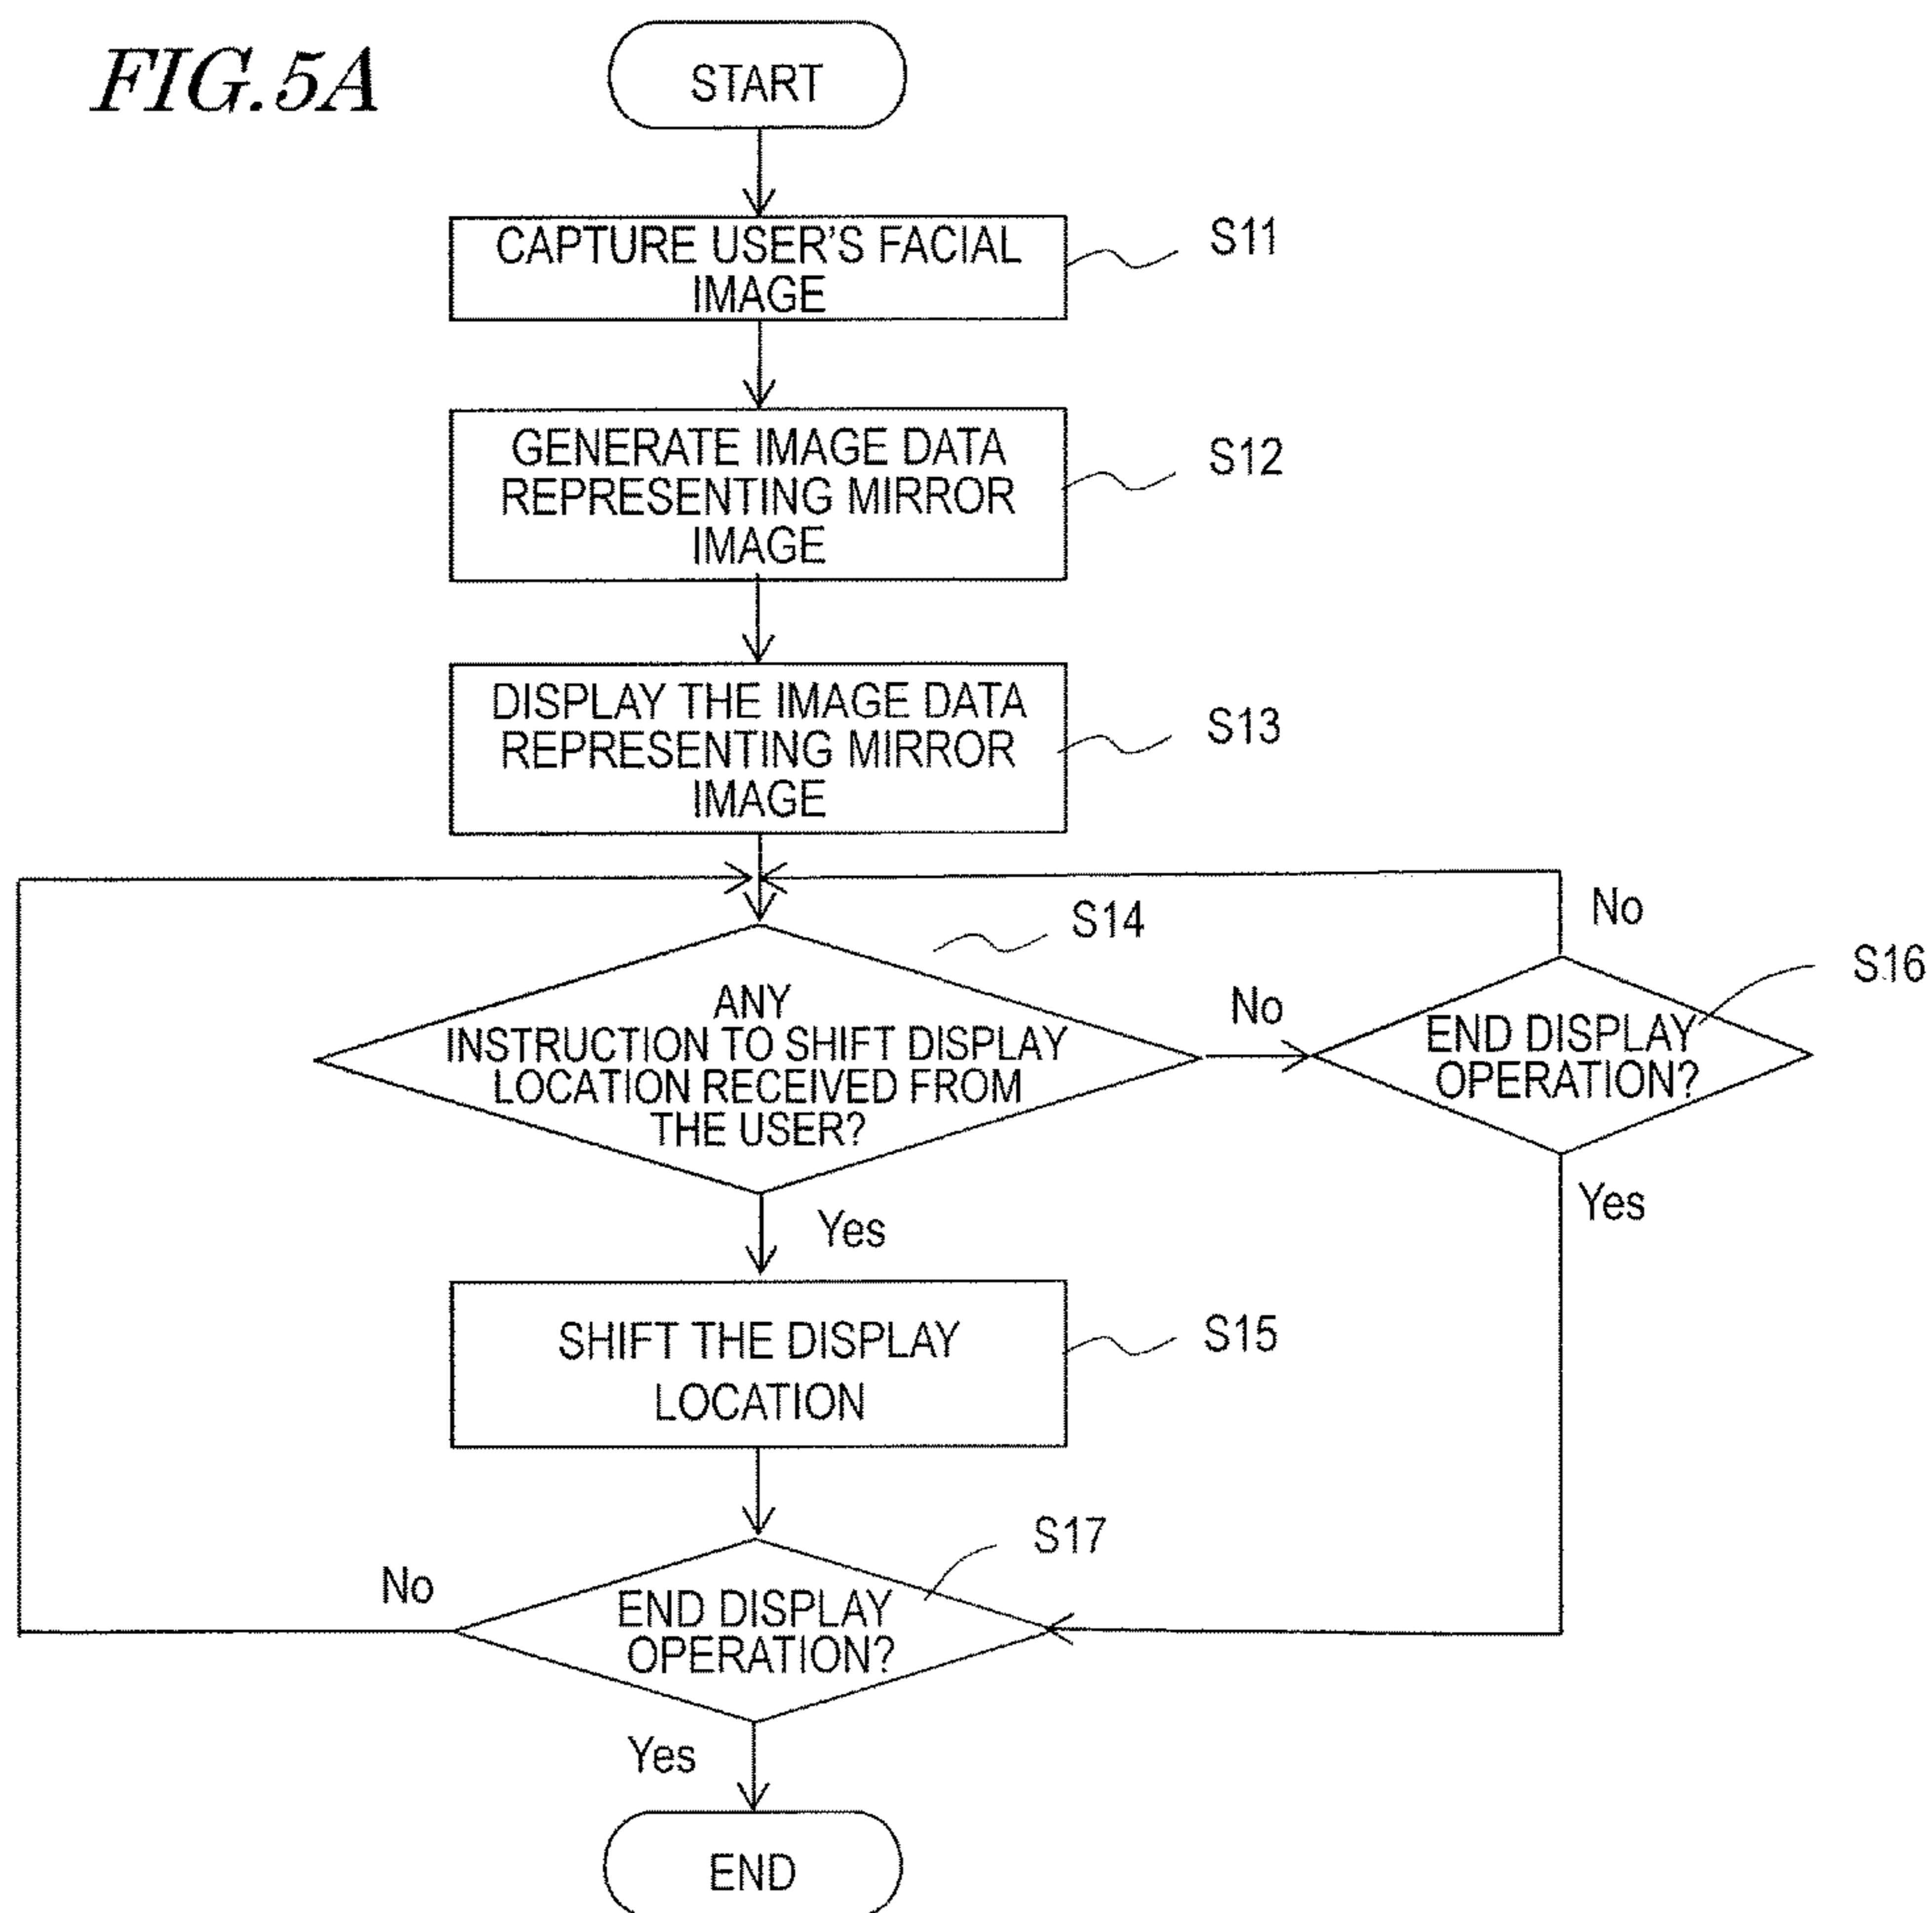 FIG.5A
START
CAPTURE USER'S FACIAL
IMAGE
S11
GENERATE IMAGE DATA
REPRESENTING MIRROR
IMAGE
S12
DISPLAY THE IMAGE DATA
REPRESENTING MIRROR
IMAGE
S13
S14
ANY
INSTRUCTION TO SHIFT DISPLAY
LOCATION RECEIVED FROM
THE USER?
No
No
S16
END DISPLAY
OPERATION?
Yes
Yes
SHIFT THE DISPLAY
LOCATION
S15
S17
No
END DISPLAY
OPERATION?
Yes
END